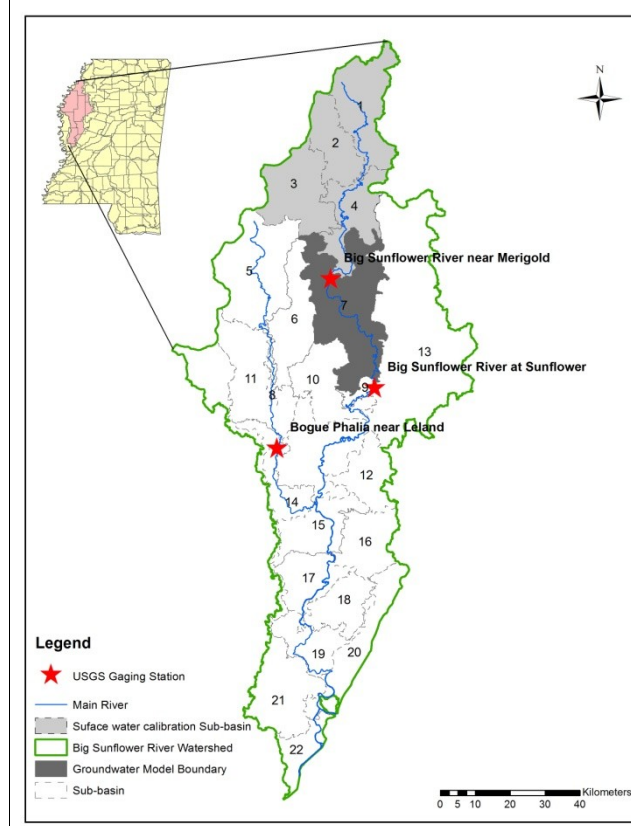 N
1
2
3
4
Big Sunflower River near Merigold
5
7
6
13
Big Sunflower River at Sunflower
11
10
9
8
Bogue Phalia near Leland
12
14
15
16
17
18
19
20
21
22
Legend
USGS Gaging Station
Main River
Suface water calibration Sub-basin
Big Sunflower River Watershed
Groundwater Model Boundary
Sub-basin
Kilometers
0 5 10 20 30 40